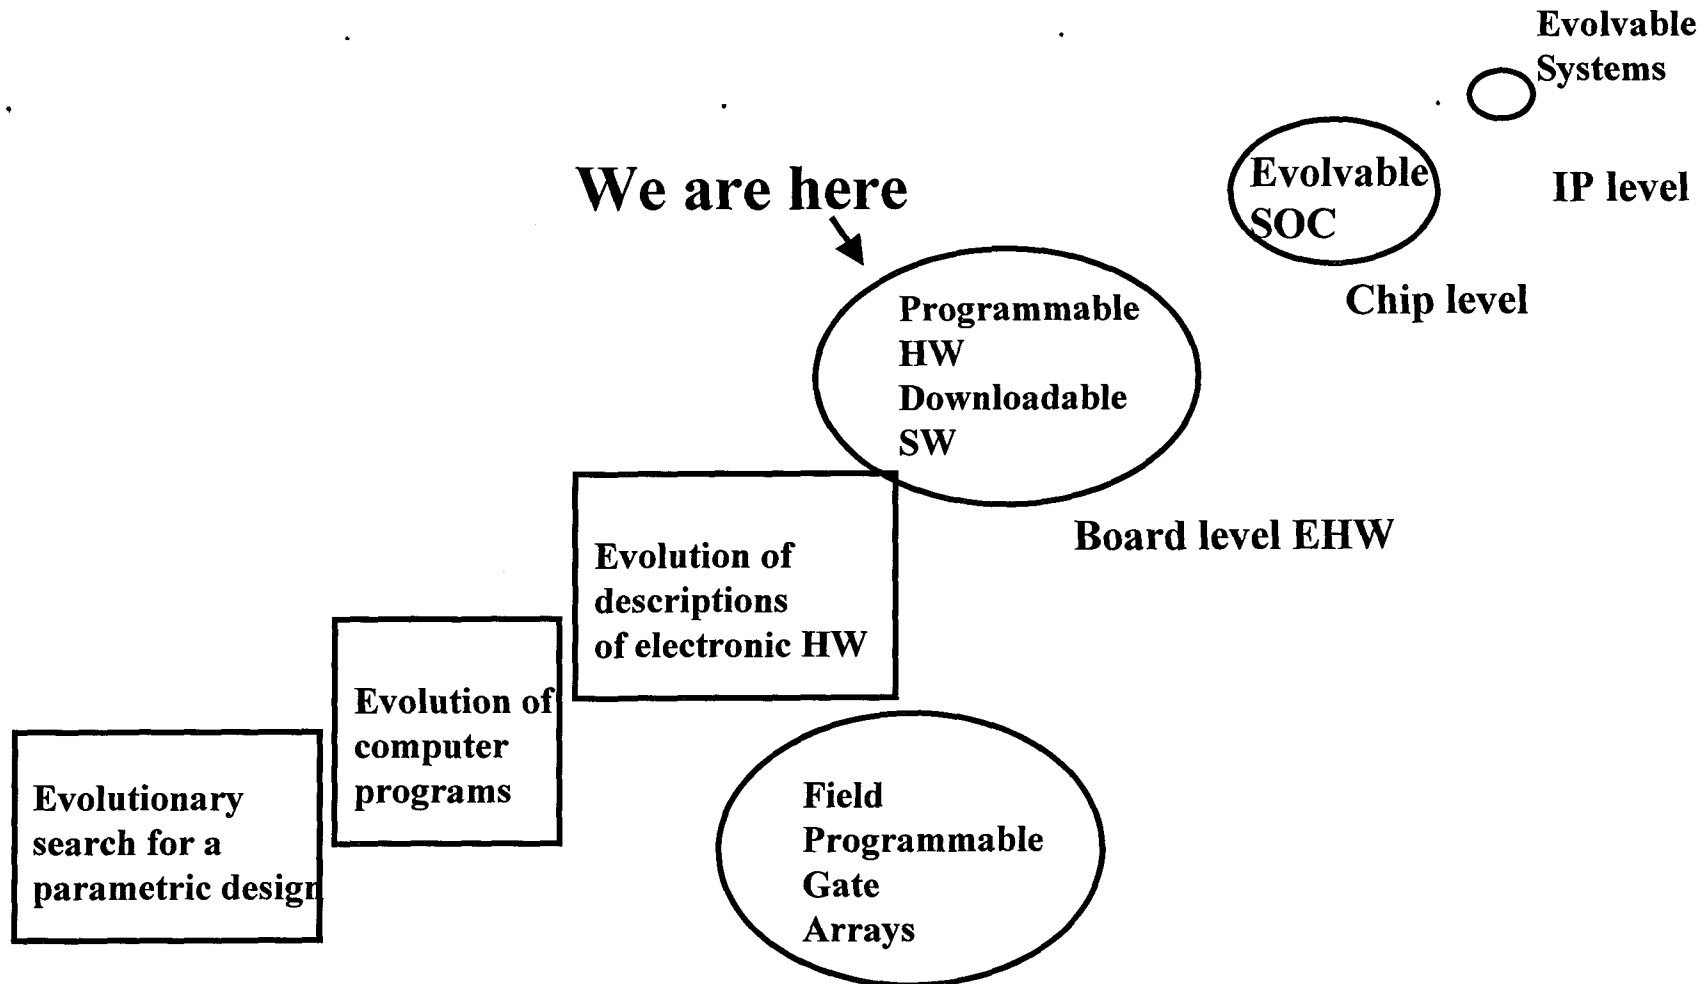 Evolvable
Systems
Evolvable
SOC
IP level
We are here
Chip level
Programmable
HW
Downloadable
SW
Board level EHW
Evolution of
descriptions
of electronic HW
Evolution of
computer
programs
Evolutionary
search for a
parametric design
Field
Programmable
Gate
Arrays